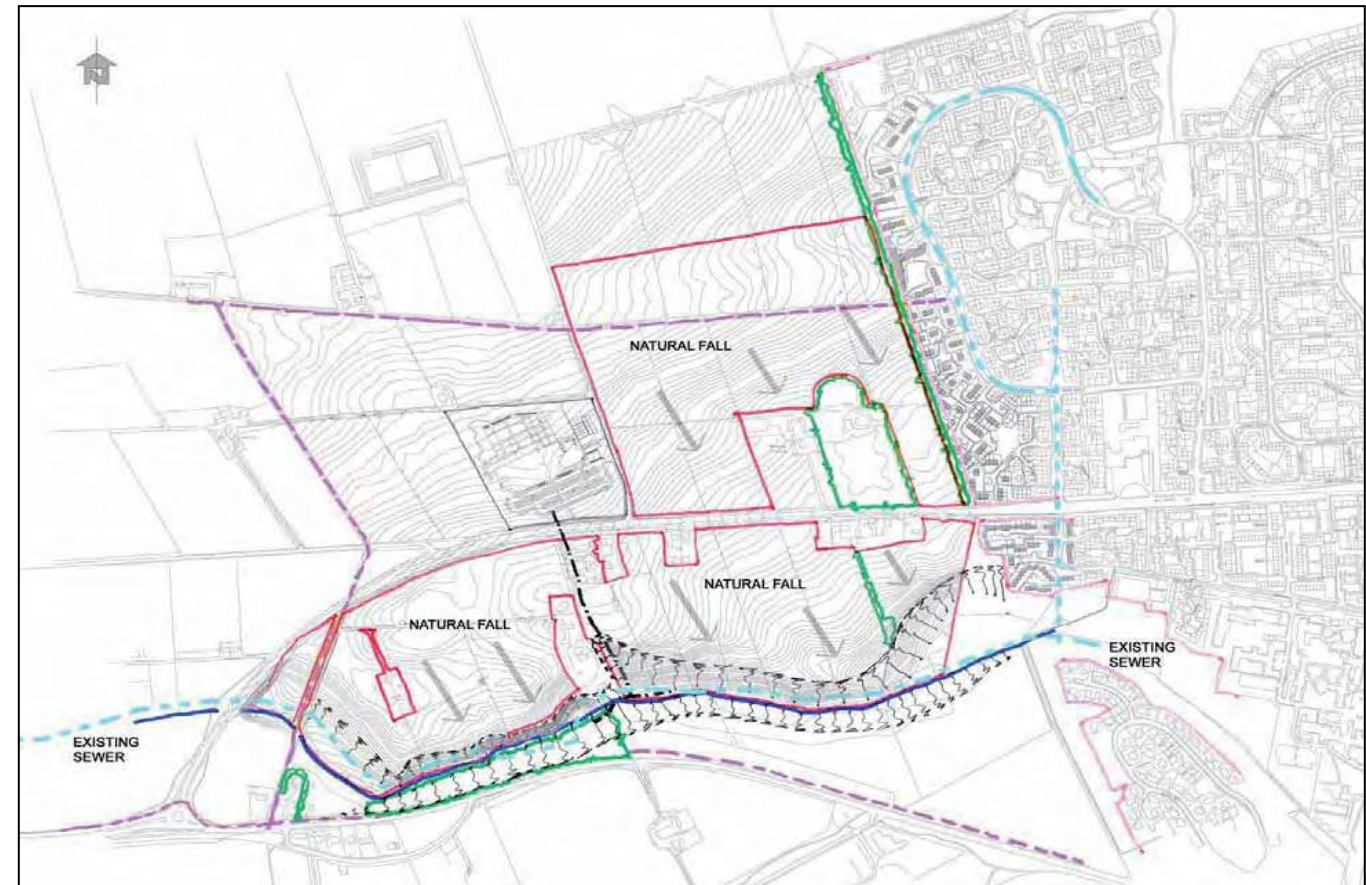 N
NATURAL FALL
NATURAL FALL
NATURAL FALL
EXISTING
SEWER
EXISTING
SEWER